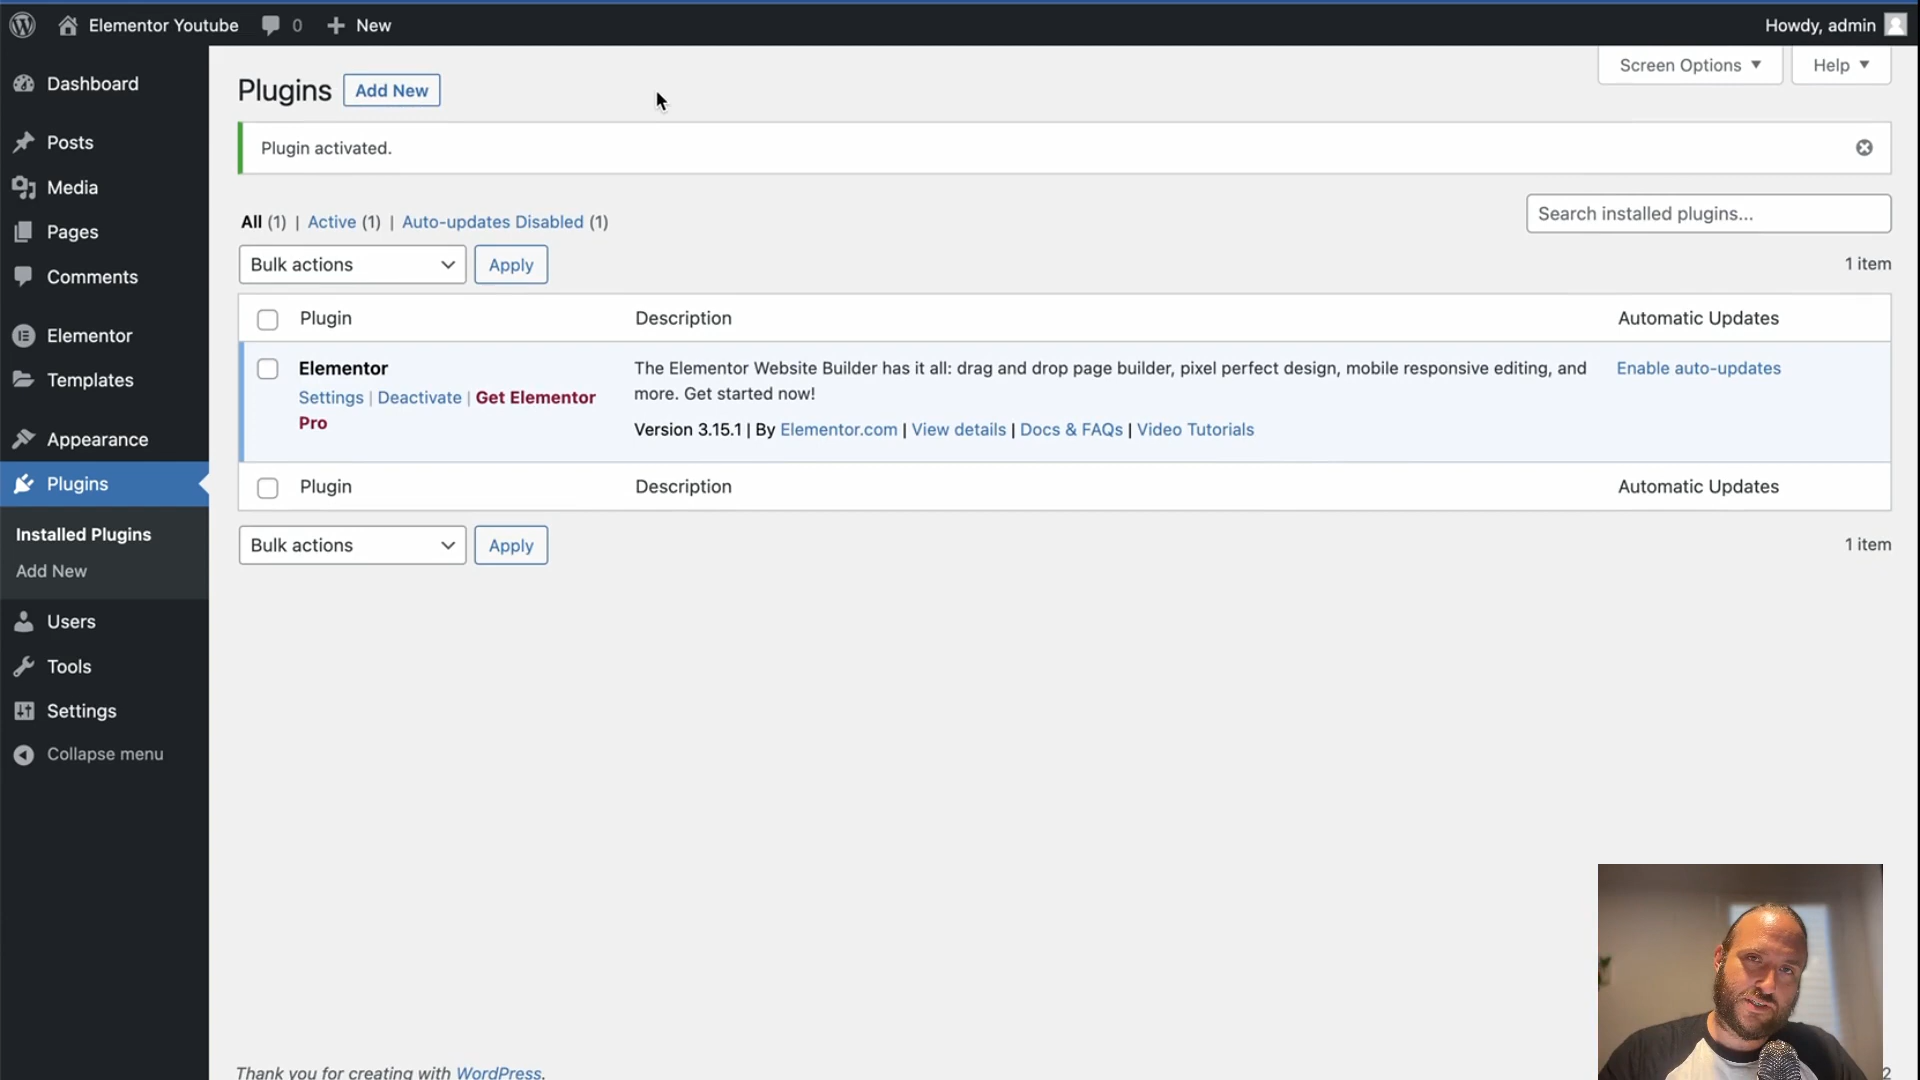 Elementor Youtube 0 New Howdy, admin
Dashboard
Posts
Media
Pages
Comments
Elementor
Templates
Appearance
Plugins
Installed Plugins
Add New
Users
Tools
Settings
Collapse menu
Screen Options Help
Plugins Add New
Plugin activated.
All (1) | Active (1) | Auto-updates Disabled (1)
Search installed plugins...
Bulk actions Apply
1 item
Plugin Description Automatic Updates
Elementor
Settings | Deactivate | Get Elementor
Pro
The Elementor Website Builder has it all: drag and drop page builder, pixel perfect design, mobile responsive editing, and
more. Get started now!
Version 3.15.1 | By Elementor.com | View details | Docs & FAQs | Video Tutorials
Enable auto-updates
Plugin Description Automatic Updates
Bulk actions Apply
1 item
Thank you for creating with WordPress.
2